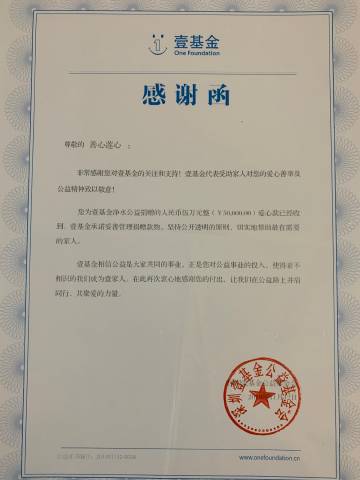 壹基金
One Foundation
感谢函
尊敬的 善心莲心 ：
非常感谢您对壹基金的关注和支持！壹基金代表受助家人对您的爱心善举及
公益精神致以敬意！
您为壹基金净水公益捐赠的人民币伍万元整（￥50,000.00）爱心款已经收
到。壹基金承诺妥善管理捐赠款物，坚持公开透明的原则，切实地帮助最有需要
的家人。
壹基金相信公益是大家共同的事业。正是您对公益事业的投入，使得素不
相识的我们成为壹家人。在此再次衷心地感谢您的付出，让我们在公益路上并肩
同行，共聚爱的力量。
深圳壹基金公益基金会
www.onefoundation.cn